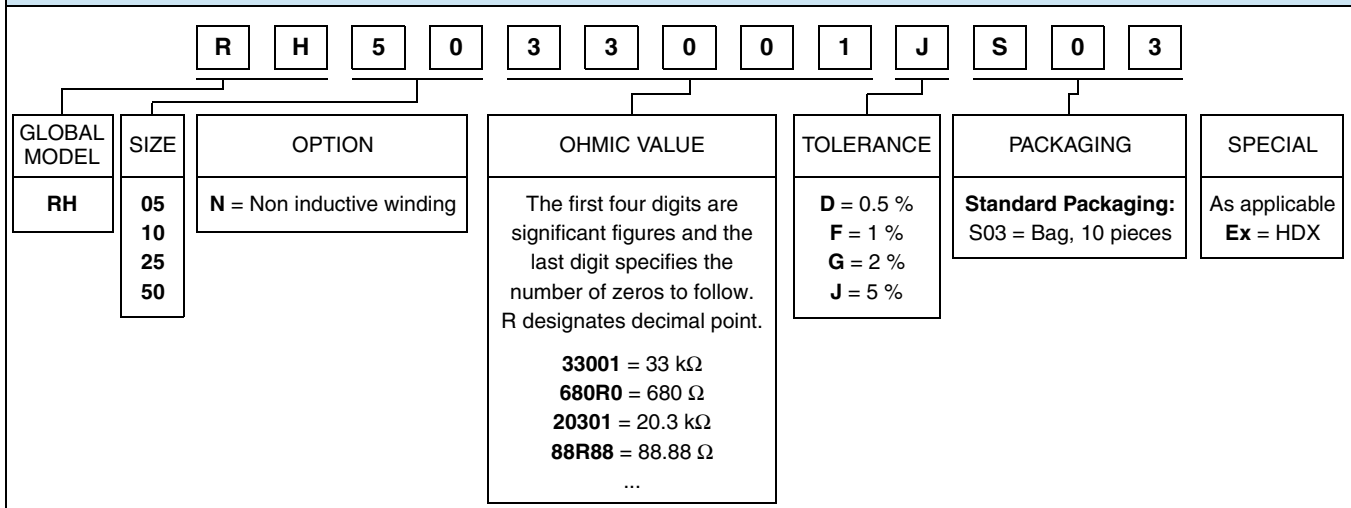 R H 5 0 3 3 0 0 1 J S 0 3
GLOBAL
MODEL
RH
SIZE
05
10
25
50
OPTION
N = Non inductive winding
OHMIC VALUE
The first four digits are
significant figures and the
last digit specifies the
number of zeros to follow.
R designates decimal point.
33001 = 33 kΩ
680R0 = 680 Ω
20301 = 20.3 kΩ
88R88 = 88.88 Ω
...
TOLERANCE
D = 0.5 %
F = 1 %
G = 2 %
J = 5 %
PACKAGING
Standard Packaging:
S03 = Bag, 10 pieces
SPECIAL
As applicable
Ex = HDX